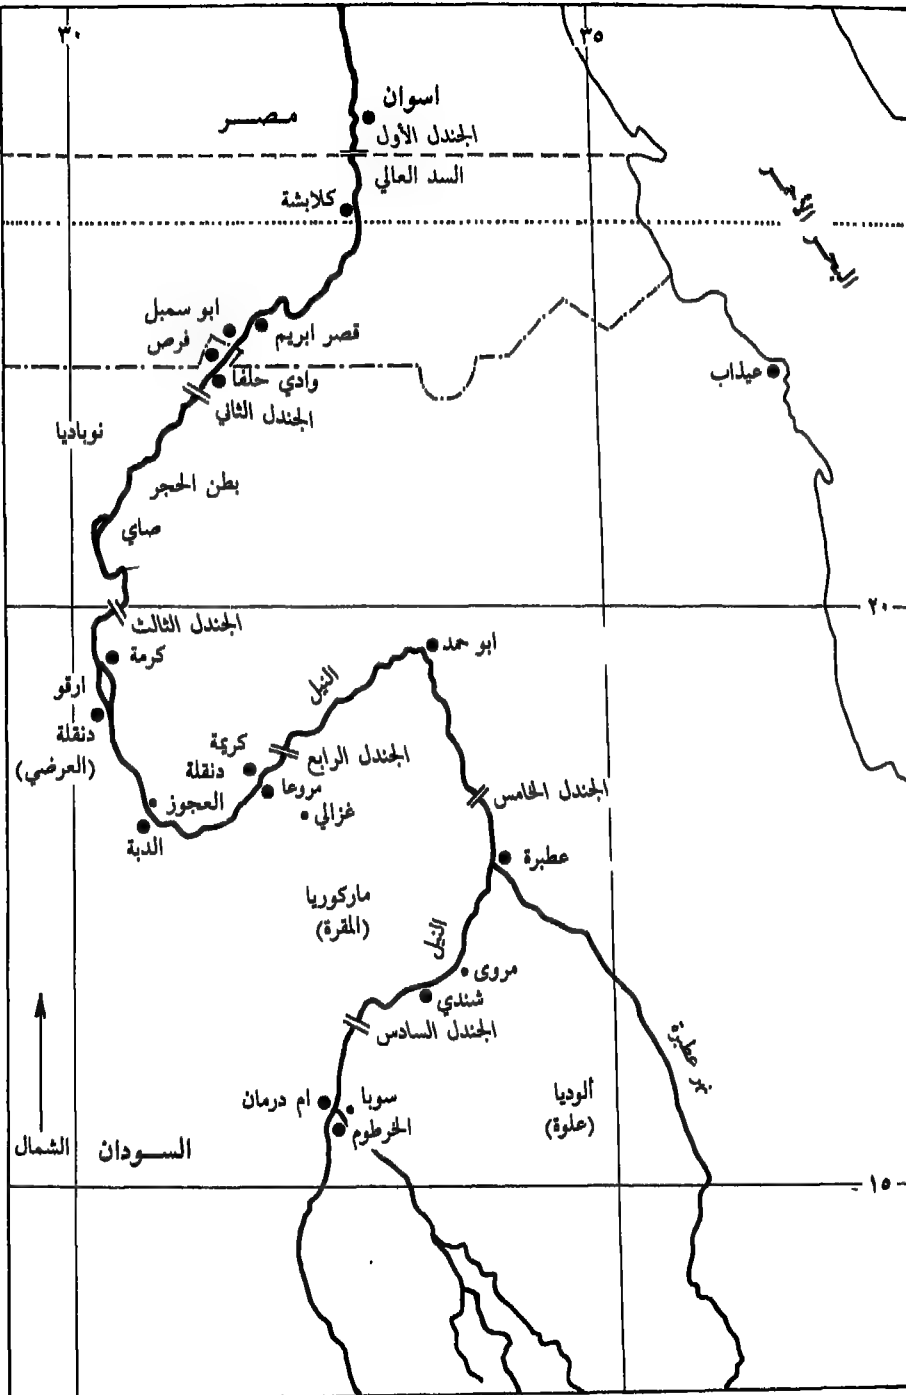 ٣٠
٣٥
اسوان
مصـــر
الجندل الأول
السد العالي
كلابشة
البحر الأحمر
ابو سمبل
قصر ابريم
فرص
وادي حلفا
عيذاب
الجندل الثاني
نوباديا
بطن الحجر
صاي
٢٠
الجندل الثالث
ابو حمد
كرمة
ارقو
النيل
دنقلة
(العرضي)
كريمة
الجندل الرابع
دنقلة
العجوز
مروعا
الجندل الخامس
غزالي
الدبة
عطبرة
ماركوريا
(المقرة)
النيل
مروى
شندي
الجندل السادس
نهر عطبرة
ام درمان
سوبا
الخرطوم
ألوديا
(علوة)
الشمال
الســـودان
١٥